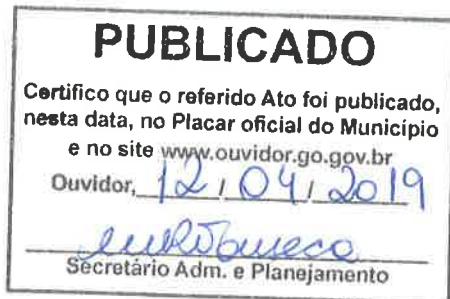 PUBLICADO
Certifico que o referido Ato foi publicado,
nesta data, no Placar oficial do Município
e no site www.ouvidor.go.gov.br
Ouvidor, 12 / 04 / 2019
Secretário Adm. e Planejamento